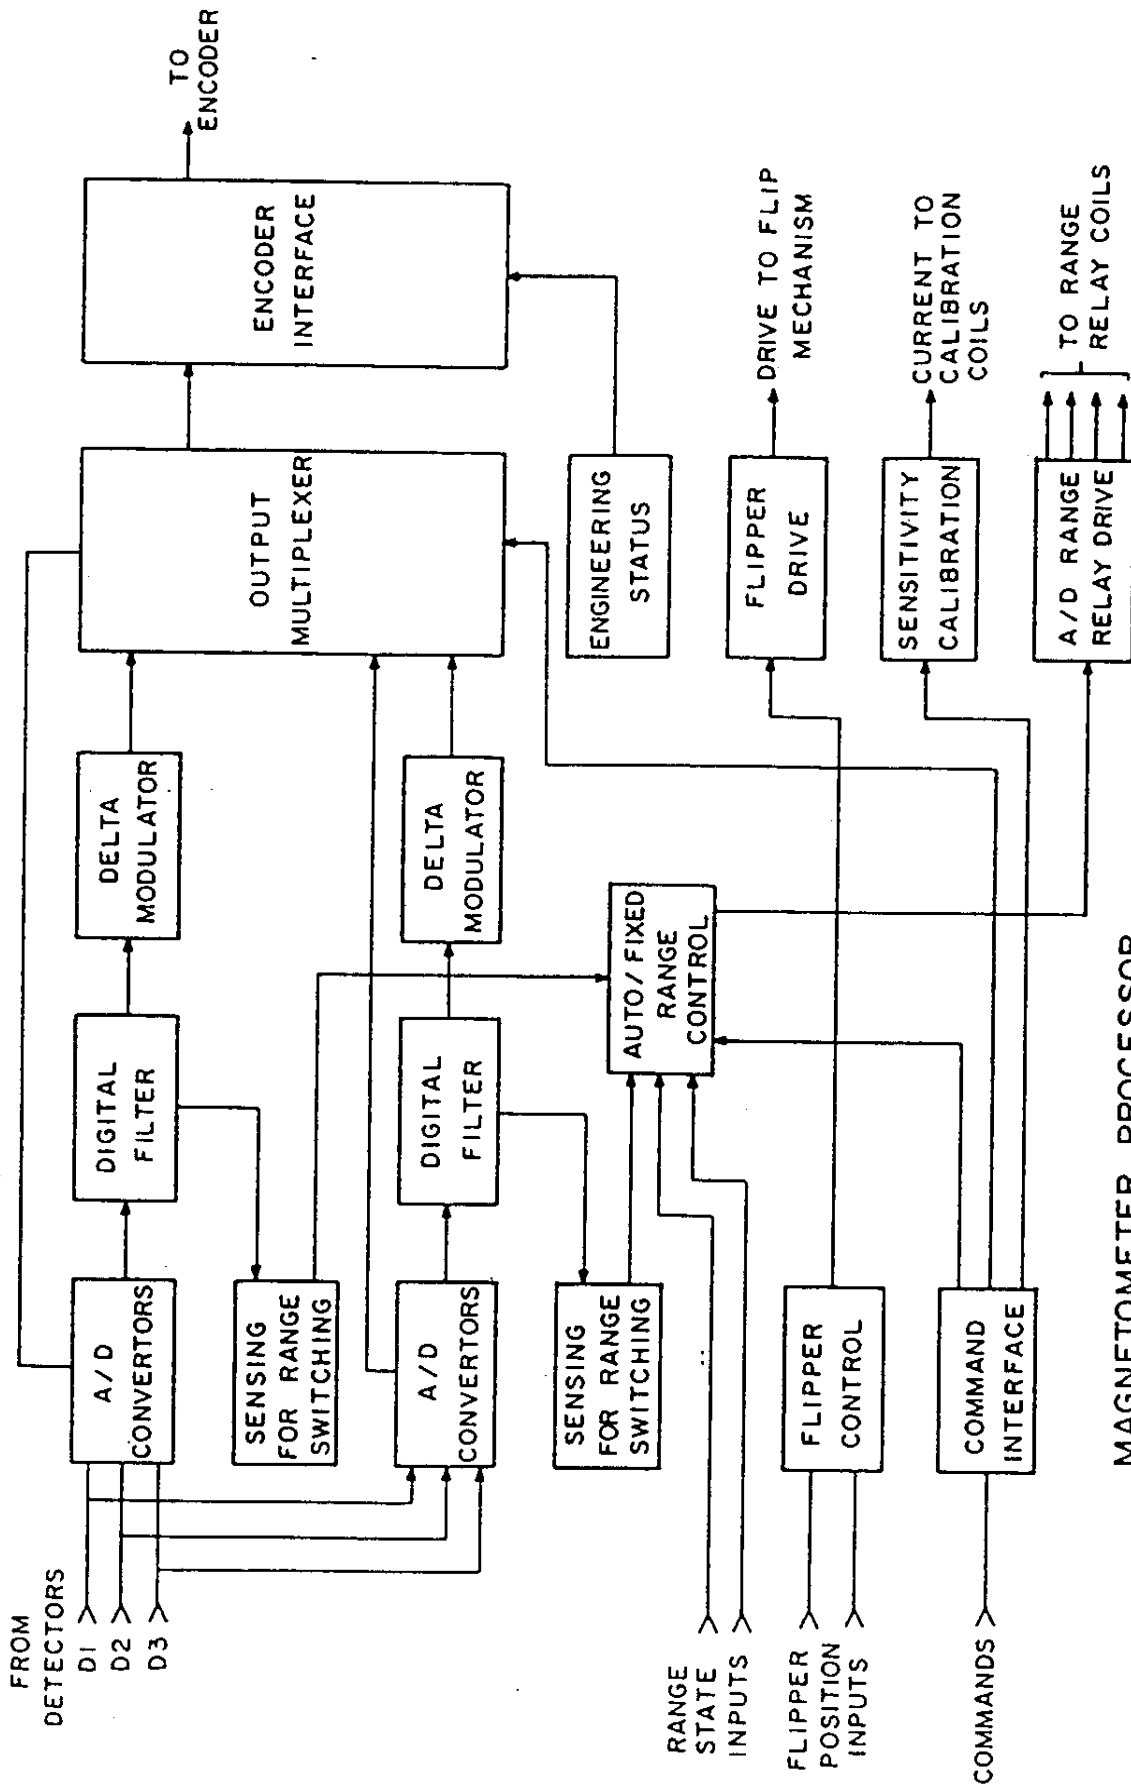 FROM
DETECTORS
D1
D2
D3
A/D
CONVERTORS
DIGITAL
FILTER
DELTA
MODULATOR
OUTPUT
MULTIPLEXER
ENCODER
INTERFACE
TO
ENCODER
SENSING
FOR RANGE
SWITCHING
A/D
CONVERTORS
DIGITAL
FILTER
DELTA
MODULATOR
SENSING
FOR RANGE
SWITCHING
AUTO/FIXED
RANGE
CONTROL
ENGINEERING
STATUS
RANGE
STATE
INPUTS
FLIPPER
POSITION
INPUTS
FLIPPER
CONTROL
FLIPPER
DRIVE
DRIVE TO FLIP
MECHANISM
COMMANDS
COMMAND
INTERFACE
SENSITIVITY
CALIBRATION
CURRENT TO
CALIBRATION
COILS
A/D RANGE
RELAY DRIVE
TO RANGE
RELAY COILS
MAGNETOMETER PROCESSOR